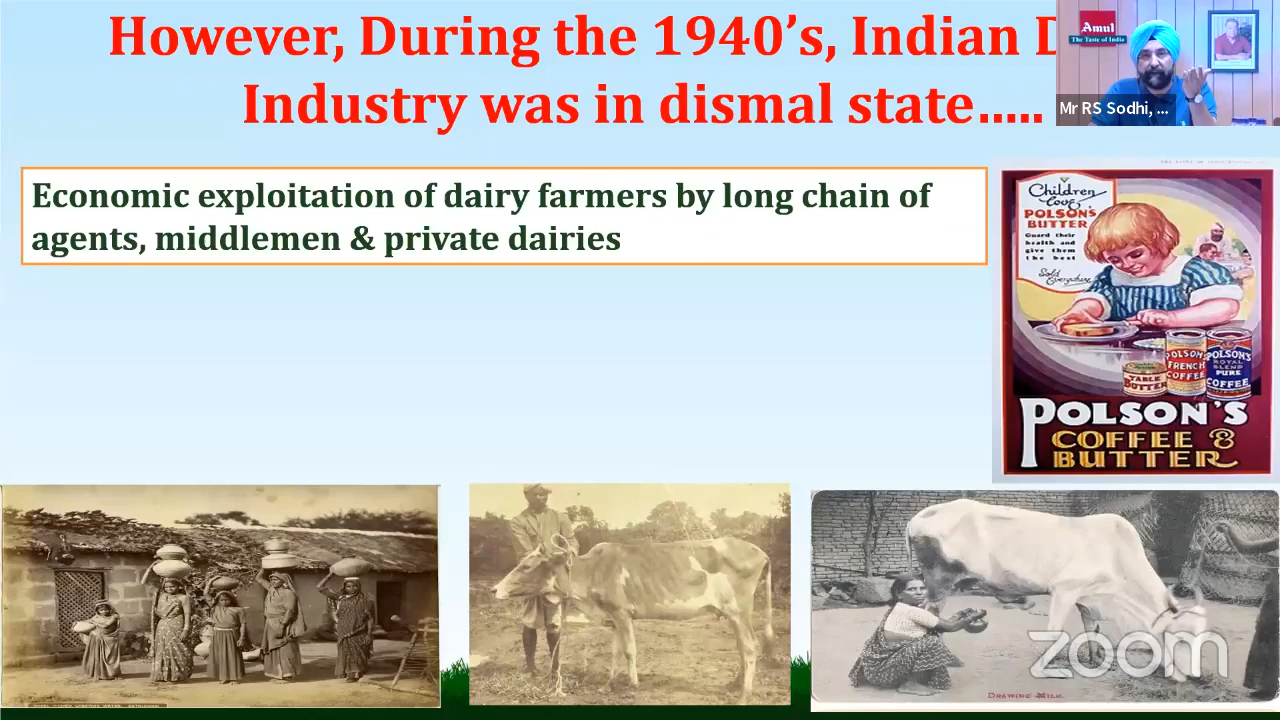 However, During the 1940's, Indian D
Industry was in dismal state.....
Amul
The Taste of India
Mr RS Sodhi, ...
Economic exploitation of dairy farmers by long chain of
agents, middlemen & private dairies
Children
Love
POLSON'S
BUTTER
Guard their
health and
give them
the best
Sold
Everywhere
TABLE
BUTTER
POLSON'S
FRENCH
COFFEE
POLSON'S
ROYAL
BLEND
PURE
COFFEE
POLSON'S
COFFEE &
BUTTER
DRAWING MILK.
zoom